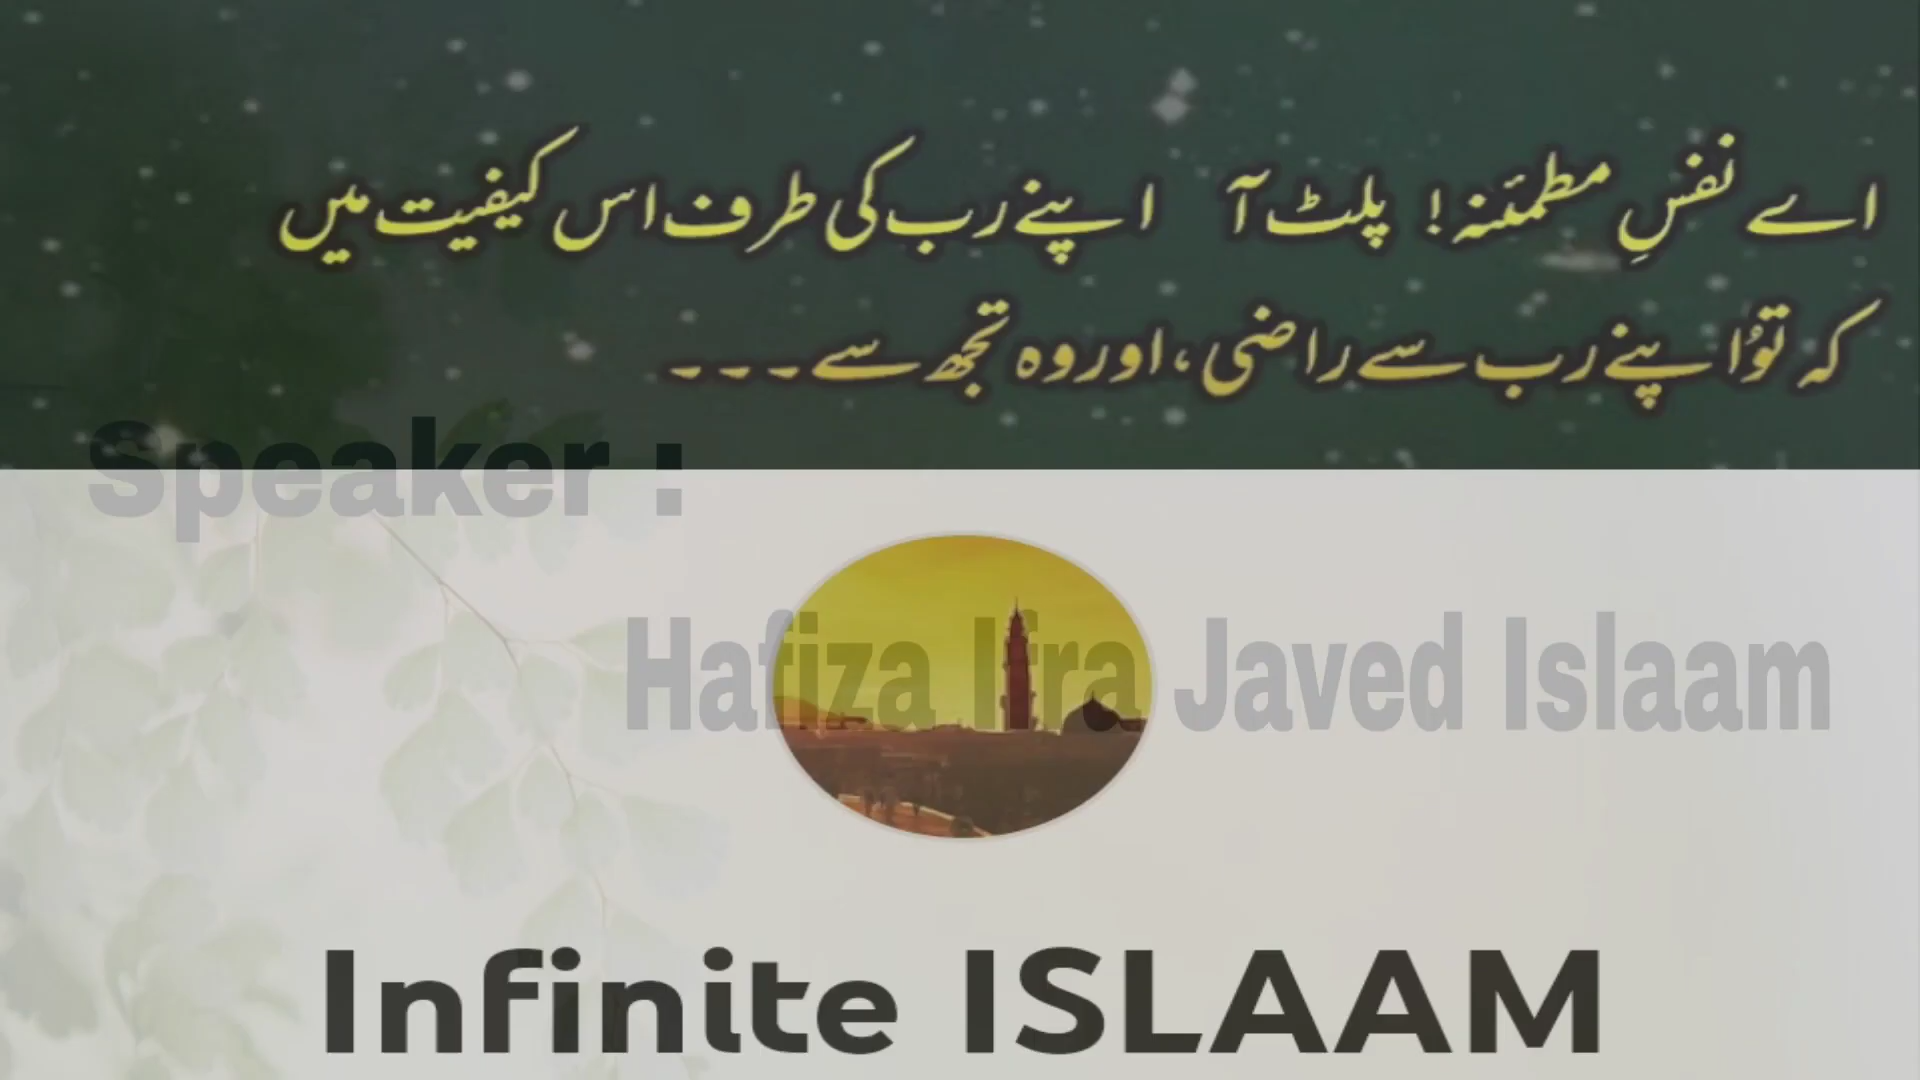 اے نفسِ مطمئنہ! پلٹ آ اپنے رب کی طرف اس کیفیت میں
کہ تُو اپنے رب سے راضی، اور وہ تجھ سے ۔ ۔ ۔
Speaker :
Hafiza Ifra Javed Islaam
Infinite ISLAAM